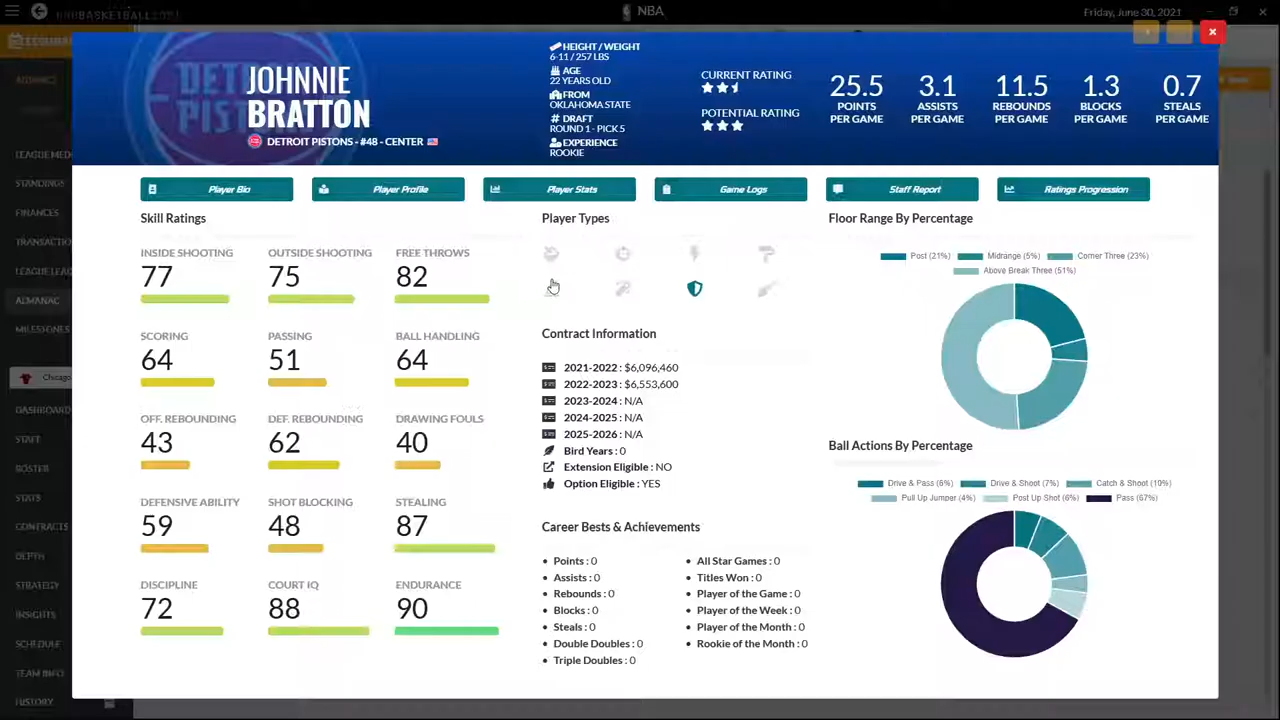 NBA
Friday, June 30, 2021
JOHNNIE
BRATTON
DETROIT PISTONS - #48 - CENTER
HEIGHT / WEIGHT
6-11 / 257 LBS
AGE
22 YEARS OLD
FROM
OKLAHOMA STATE
DRAFT
ROUND 1 - PICK 5
EXPERIENCE
ROOKIE
CURRENT RATING
POTENTIAL RATING
25.5
POINTS
PER GAME
3.1
ASSISTS
PER GAME
11.5
REBOUNDS
PER GAME
1.3
BLOCKS
PER GAME
0.7
STEALS
PER GAME
Player Bio
Player Profile
Player Stats
Game Logs
Staff Report
Ratings Progression
Skill Ratings
INSIDE SHOOTING
77
OUTSIDE SHOOTING
75
FREE THROWS
82
SCORING
64
PASSING
51
BALL HANDLING
64
OFF. REBOUNDING
43
DEF. REBOUNDING
62
DRAWING FOULS
40
DEFENSIVE ABILITY
59
SHOT BLOCKING
48
STEALING
87
DISCIPLINE
72
COURT IQ
88
ENDURANCE
90
Player Types
Contract Information
2021-2022 : $6,096,460
2022-2023 : $6,553,600
2023-2024 : N/A
2024-2025 : N/A
2025-2026 : N/A
Bird Years : 0
Extension Eligible : NO
Option Eligible : YES
Career Bests & Achievements
Points : 0
Assists : 0
Rebounds : 0
Blocks : 0
Steals : 0
Double Doubles : 0
Triple Doubles : 0
All Star Games : 0
Titles Won : 0
Player of the Game : 0
Player of the Week : 0
Player of the Month : 0
Rookie of the Month : 0
Floor Range By Percentage
Post (21%) Midrange (5%) Corner Three (23%)
Above Break Three (51%)
Ball Actions By Percentage
Drive & Pass (6%) Drive & Shoot (7%) Catch & Shoot (10%)
Pull Up Jumper (4%) Post Up Shot (6%) Pass (67%)
ADVANCE
LEAGUE MED
STANDINGS
FINANCES
TRANSACTIO
LEAGUE LEA
ALMANAC
MILESTONES
Chicago
DASHBOARD
STAFF
ROSTER
STATS
CONTRACTS
DEPTH
STRATEGY
INSIGHTS
SCHEDULE
TEAM INFO
HISTORY